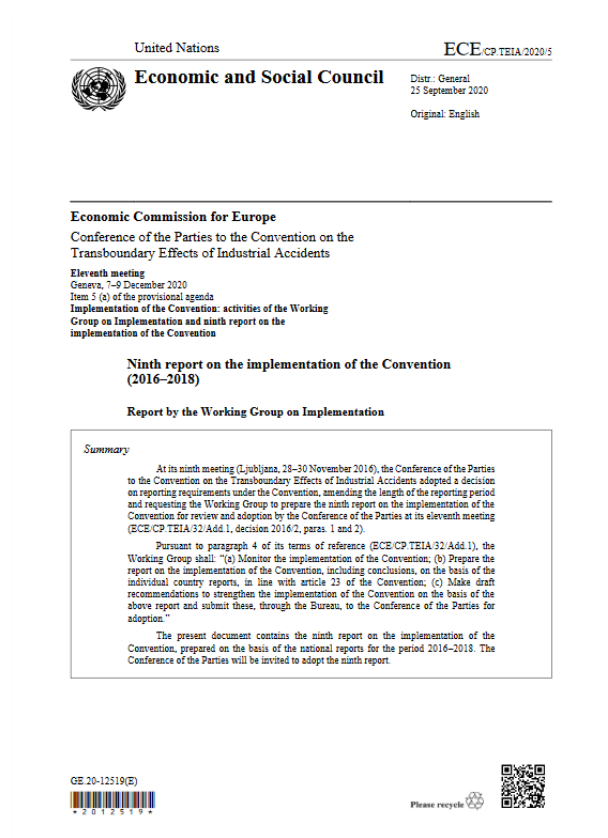 United Nations
ECE/CP.TEIA/2020/5
Economic and Social Council
Distr.: General
25 September 2020
Original: English
Economic Commission for Europe
Conference of the Parties to the Convention on the
Transboundary Effects of Industrial Accidents
Eleventh meeting
Geneva, 7–9 December 2020
Item 5 (a) of the provisional agenda
Implementation of the Convention: activities of the Working
Group on Implementation and ninth report on the
implementation of the Convention
Ninth report on the implementation of the Convention
(2016–2018)
Report by the Working Group on Implementation
Summary
At its ninth meeting (Ljubljana, 28–30 November 2016), the Conference of the Parties
to the Convention on the Transboundary Effects of Industrial Accidents adopted a decision
on reporting requirements under the Convention, amending the length of the reporting period
and requesting the Working Group to prepare the ninth report on the implementation of the
Convention for review and adoption by the Conference of the Parties at its eleventh meeting
(ECE/CP.TEIA/32/Add.1, decision 2016/2, paras. 1 and 2).
Pursuant to paragraph 4 of its terms of reference (ECE/CP.TEIA/32/Add.1), the
Working Group shall: “(a) Monitor the implementation of the Convention; (b) Prepare the
report on the implementation of the Convention, including conclusions, on the basis of the
individual country reports, in line with article 23 of the Convention; (c) Make draft
recommendations to strengthen the implementation of the Convention on the basis of the
above report and submit these, through the Bureau, to the Conference of the Parties for
adoption.”
The present document contains the ninth report on the implementation of the
Convention, prepared on the basis of the national reports for the period 2016–2018. The
Conference of the Parties will be invited to adopt the ninth report.
GE.20-12519(E)
*2012519*
Please recycle